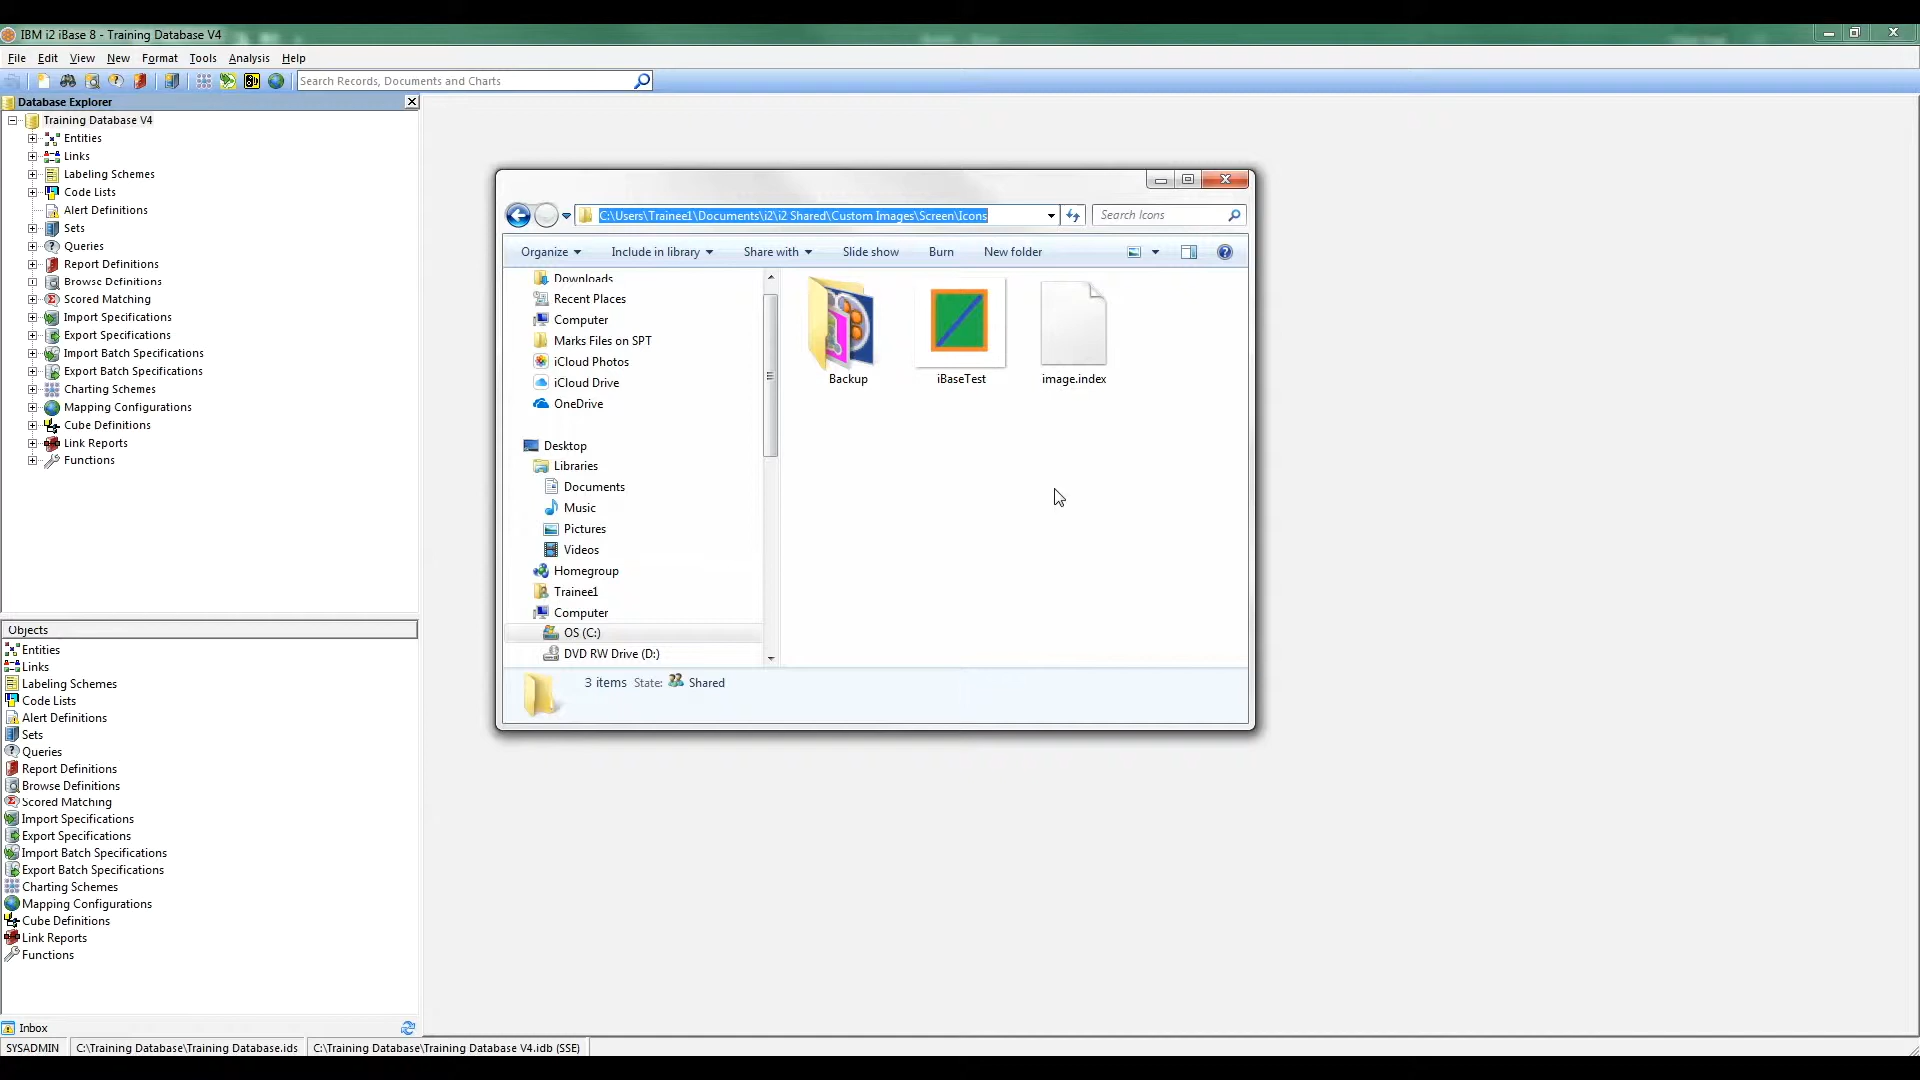 IBM i2 iBase 8 - Training Database V4
File Edit View New Format Tools Analysis Help
Search Records, Documents and Charts
Database Explorer
Training Database V4
Entities
Links
Labeling Schemes
Code Lists
Alert Definitions
Sets
Queries
Report Definitions
Browse Definitions
Scored Matching
Import Specifications
Export Specifications
Import Batch Specifications
Export Batch Specifications
Charting Schemes
Mapping Configurations
Cube Definitions
Link Reports
Functions
Objects
Entities
Links
Labeling Schemes
Code Lists
Alert Definitions
Sets
Queries
Report Definitions
Browse Definitions
Scored Matching
Import Specifications
Export Specifications
Import Batch Specifications
Export Batch Specifications
Charting Schemes
Mapping Configurations
Cube Definitions
Link Reports
Functions
Inbox
C:\Users\Trainee1\Documents\i2\i2 Shared\Custom Images\Screen\Icons
Search Icons
Organize Include in library Share with Slide show Burn New folder
Downloads
Recent Places
Computer
Marks Files on SPT
iCloud Photos
iCloud Drive
OneDrive
Desktop
Libraries
Documents
Music
Pictures
Videos
Homegroup
Trainee1
Computer
OS (C:)
DVD RW Drive (D:)
Backup
iBaseTest
image.index
3 items State: Shared
SYSADMIN C:\Training Database\Training Database.ids C:\Training Database\Training Database V4.idb (SSE)